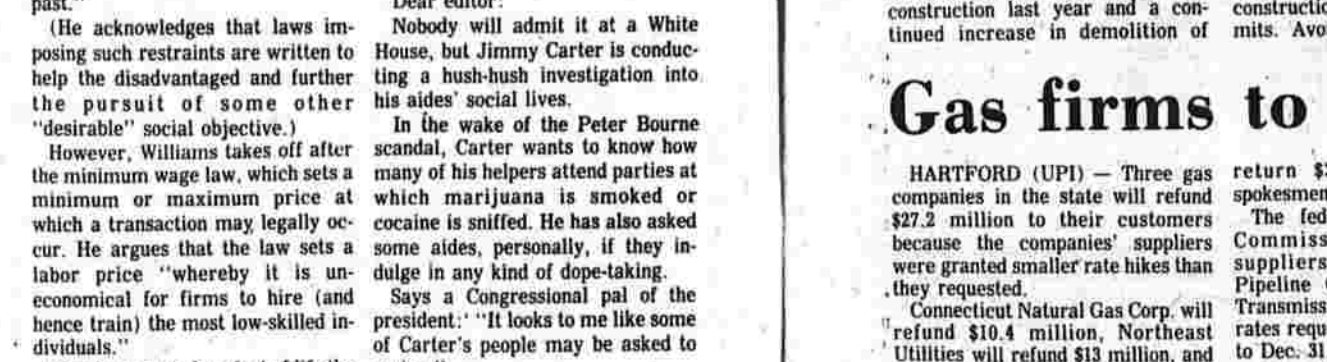 past."
(He acknowledges that laws im-
posing such restraints are written to
help the disadvantaged and further
the pursuit of some other
"desirable" social objective.)
However, Williams takes off after
the minimum wage law, which sets a
minimum or maximum price at
which a transaction may legally oc-
cur. He argues that the law sets a
labor price "whereby it is un-
economical for firms to hire (and
hence train) the most low-skilled in-
dividuals."
Dear editor:
Nobody will admit it at a White
House, but Jimmy Carter is conduc-
ting a hush-hush investigation into
his aides' social lives.
In the wake of the Peter Bourne
scandal, Carter wants to know how
many of his helpers attend parties at
which marijuana is smoked or
cocaine is sniffed. He has also asked
some aides, personally, if they in-
dulge in any kind of dope-taking.
Says a Congressional pal of the
president: "It looks to me like some
of Carter's people may be asked to
construction last year and a con-
tinued increase in demolition of
constructio
mits. Avo
Gas firms to
HARTFORD (UPI) — Three gas
companies in the state will refund
$27.2 million to their customers
because the companies' suppliers
were granted smaller rate hikes than
they requested.
Connecticut Natural Gas Corp. will
refund $10.4 million, Northeast
Utilities will refund $13 million, and
return $
spokesmen
The fed
Commiss
suppliers
Pipeline
Transmiss
rates requ
to Dec. 31